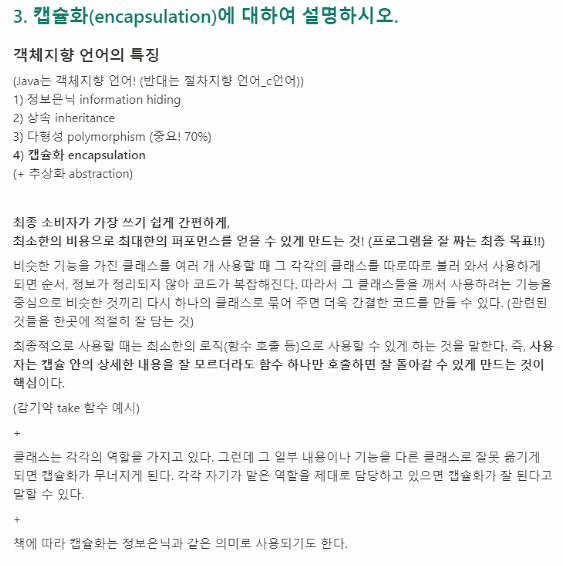 3. 캡슐화(encapsulation)에 대하여 설명하시오.
객체지향 언어의 특징
(Java는 객체지향 언어! (반대는 절차지향 언어_c언어))
1) 정보은닉 information hiding
2) 상속 inheritance
3) 다형성 polymorphism (중요! 70%)
4) 캡슐화 encapsulation
(+ 추상화 abstraction)
최종 소비자가 가장 쓰기 쉽게 간편하게,
최소한의 비용으로 최대한의 퍼포먼스를 얻을 수 있게 만드는 것! (프로그램을 잘 짜는 최종 목표!!)
비슷한 기능을 가진 클래스를 여러 개 사용할 때 그 각각의 클래스를 따로따로 불러 와서 사용하게
되면 순서, 정보가 정리되지 않아 코드가 복잡해진다. 따라서 그 클래스들을 깨서 사용하려는 기능을
중심으로 비슷한 것끼리 다시 하나의 클래스로 묶어 주면 더욱 간결한 코드를 만들 수 있다. (관련된
것들을 한곳에 적절히 잘 담는 것)
최종적으로 사용할 때는 최소한의 로직(함수 호출 등)으로 사용할 수 있게 하는 것을 말한다. 즉, 사용
자는 캡슐 안의 상세한 내용을 잘 모르더라도 함수 하나만 호출하면 잘 돌아갈 수 있게 만드는 것이
핵심이다.
(감기약 take 함수 예시)
+
클래스는 각각의 역할을 가지고 있다. 그런데 그 일부 내용이나 기능을 다른 클래스로 잘못 옮기게
되면 캡슐화가 무너지게 된다. 각각 자기가 맡은 역할을 제대로 담당하고 있으면 캡슐화가 잘 된다고
말할 수 있다.
+
책에 따라 캡슐화는 정보은닉과 같은 의미로 사용되기도 한다.